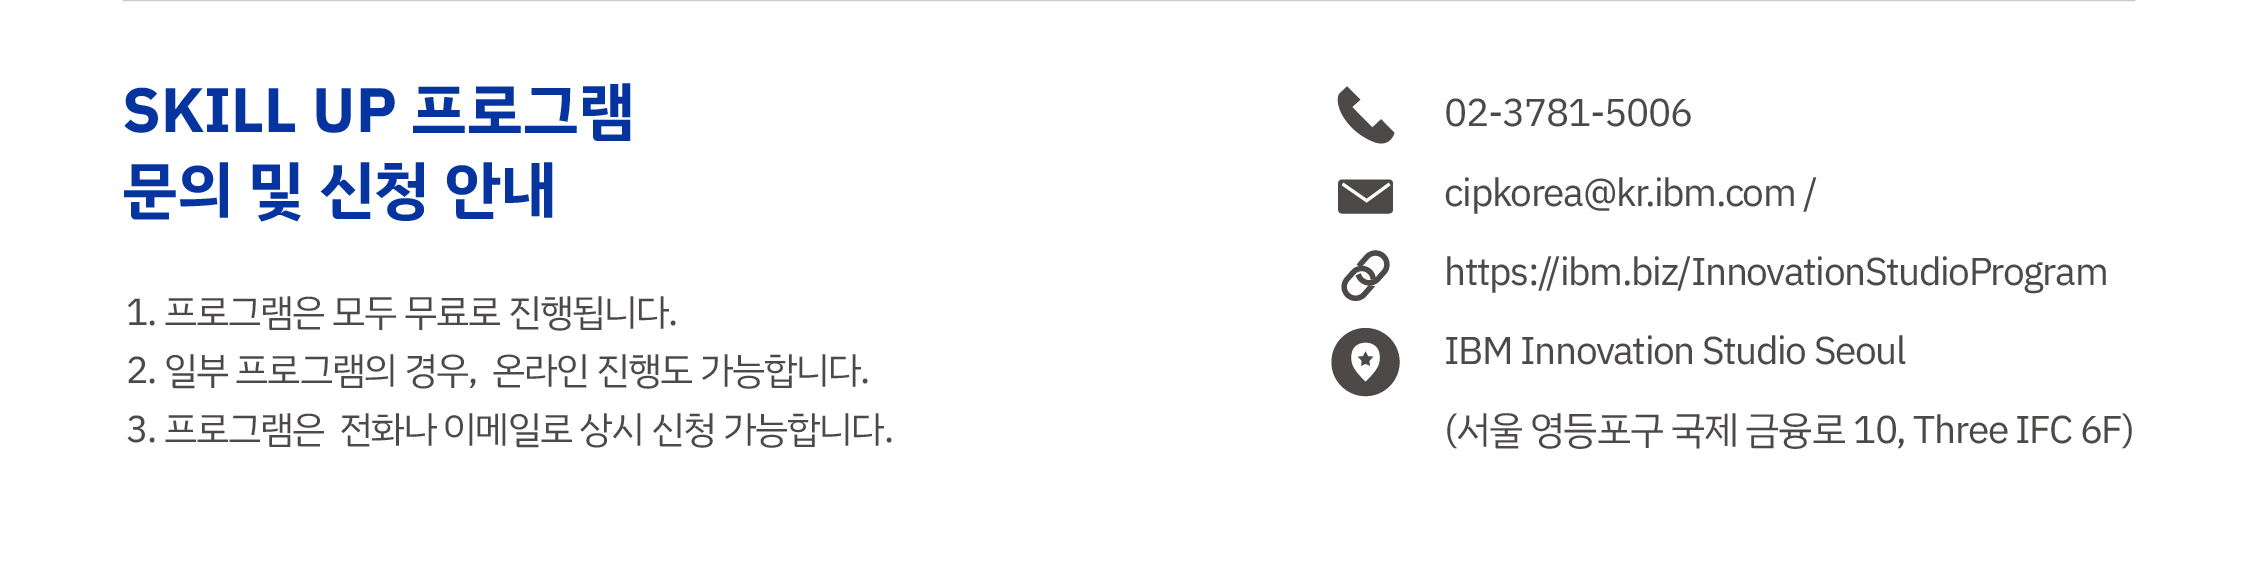 SKILL UP 프로그램
문의 및 신청 안내
1. 프로그램은 모두 무료로 진행됩니다.
2. 일부 프로그램의 경우, 온라인 진행도 가능합니다.
3. 프로그램은 전화나 이메일로 상시 신청 가능합니다.
02-3781-5006
cipkorea@kr.ibm.com /
https://ibm.biz/InnovationStudioProgram
IBM Innovation Studio Seoul
(서울 영등포구 국제 금융로 10, Three IFC 6F)